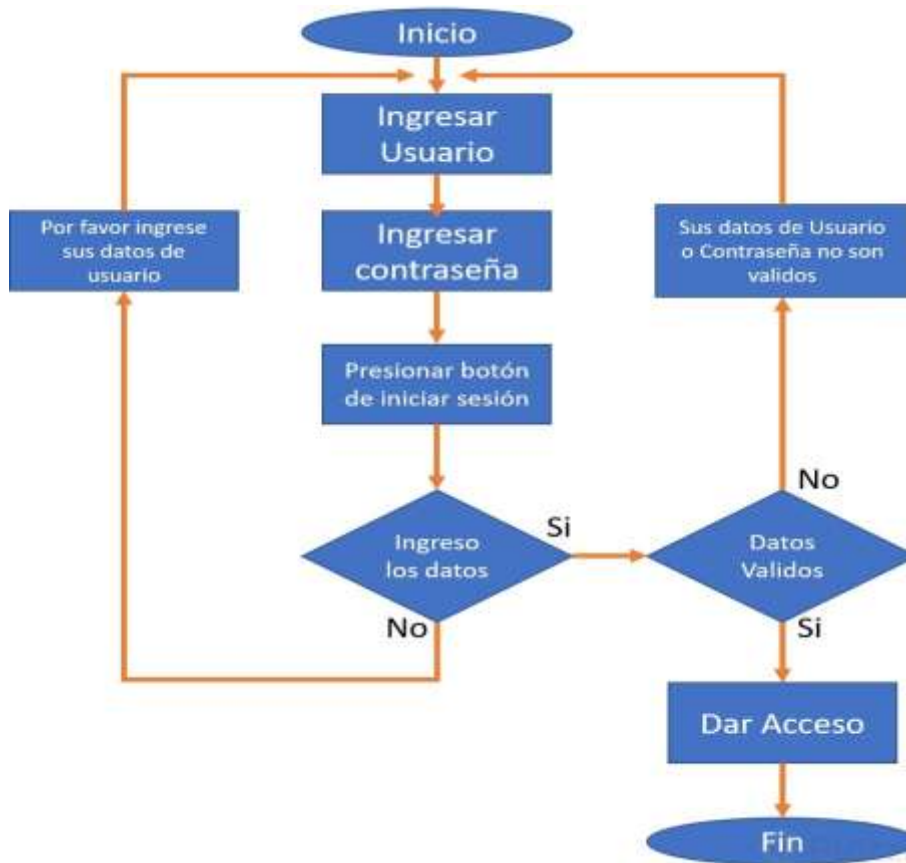 Inicio
Ingresar
Usuario
Por favor ingrese
sus datos de
usuario
Ingresar
contraseña
Sus datos de Usuario
o Contraseña no son
validos
Presionar botón
de iniciar sesión
Ingreso
los datos
Si
No
Datos
Validos
No
Si
Dar Acceso
Fin